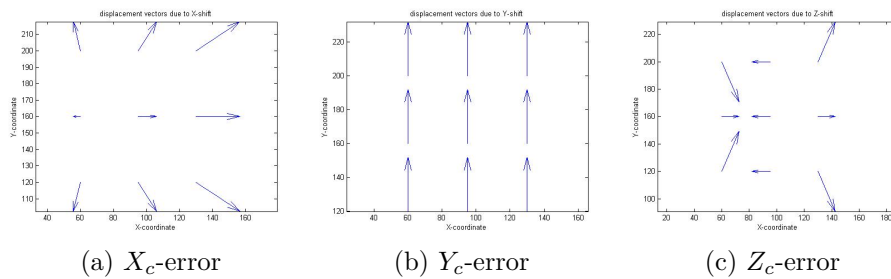 displacement vectors due to X-shift
Y-coordinate
210
200
190
180
170
160
150
140
130
120
110
40 60 80 100 120 140 160
X-coordinate
(a) Xc-error
displacement vectors due to Y-shift
Y-coordinate
220
200
180
160
140
120
40 60 80 100 120 140 160
X-coordinate
(b) Yc-error
displacement vectors due to Z-shift
Y-coordinate
220
200
180
160
140
120
100
20 40 60 80 100 120 140 160 180
X-coordinate
(c) Zc-error